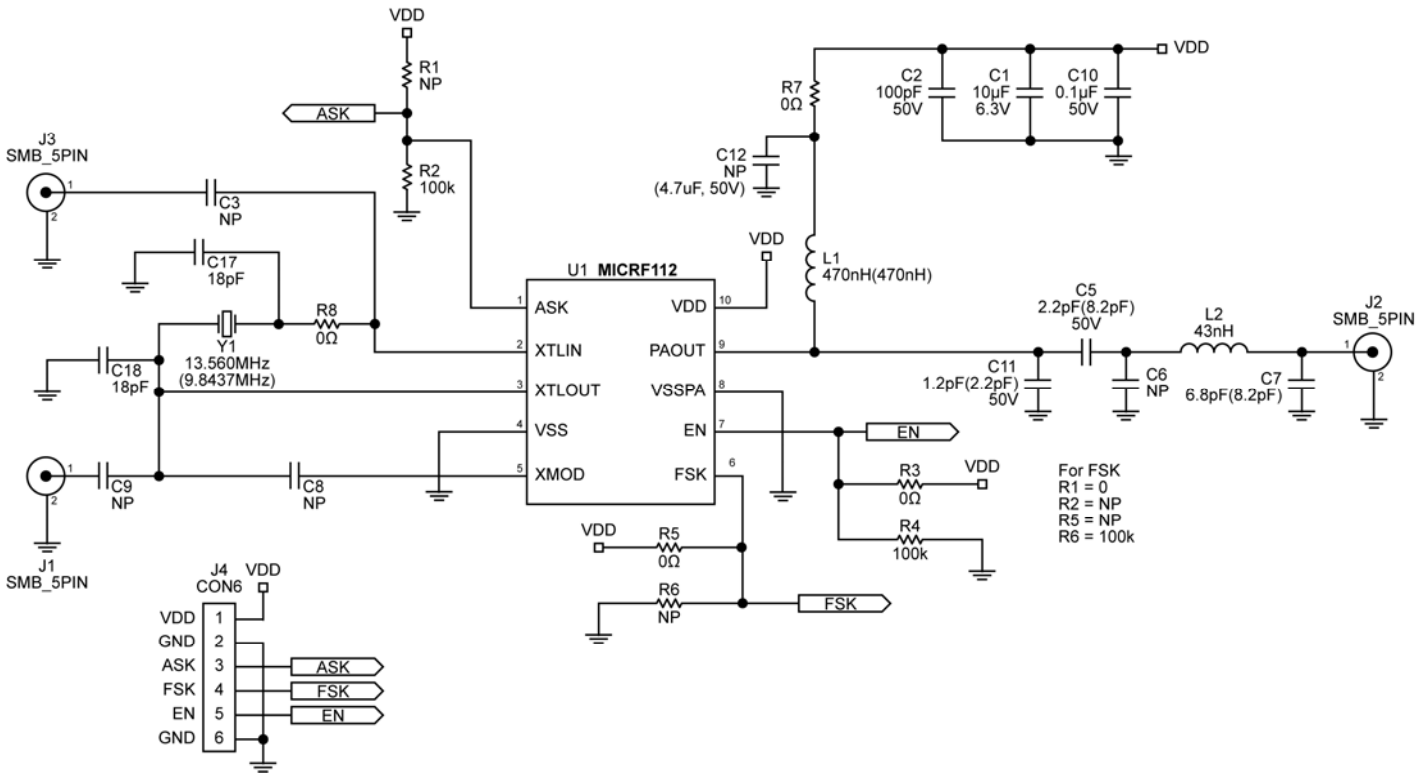 VDD
R1
NP
ASK
R2
100k
J3
SMB_5PIN
1
2
C3
NP
C17
18pF
R8
0Ω
Y1
13.560MHz
(9.8437MHz)
C18
18pF
J1
SMB_5PIN
1
2
C9
NP
C8
NP
U1 MICRF112
1 ASK
2 XTLIN
3 XTLOUT
4 VSS
5 XMOD
VDD 10
PAOUT 9
VSSPA 8
EN 7
FSK 6
VDD
R7
0Ω
C12
NP
(4.7uF, 50V)
L1
470nH(470nH)
C2
100pF
50V
C1
10µF
6.3V
C10
0.1µF
50V
VDD
C5
2.2pF(8.2pF)
50V
C11
1.2pF(2.2pF)
50V
C6
NP
L2
43nH
C7
6.8pF(8.2pF)
J2
SMB_5PIN
1
2
EN
R3
0Ω
VDD
R4
100k
For FSK
R1 = 0
R2 = NP
R5 = NP
R6 = 100k
VDD
R5
0Ω
R6
NP
FSK
J4
CON6
VDD
VDD 1
GND 2
ASK 3 ASK
FSK 4 FSK
EN 5 EN
GND 6